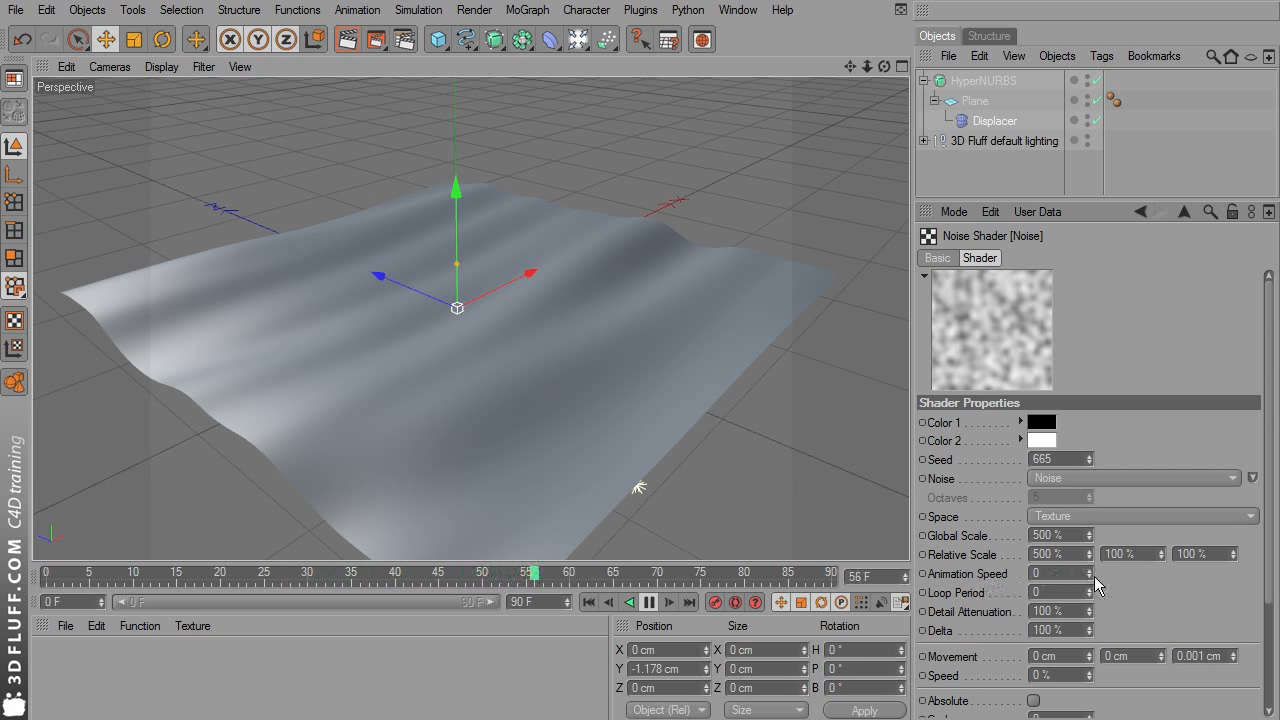 File Edit Objects Tools Selection Structure Functions Animation Simulation Render MoGraph Character Plugins Python Window Help
Edit Cameras Display Filter View
Perspective
Objects Structure
File Edit View Objects Tags Bookmarks
HyperNURBS
Plane
Displacer
3D Fluff default lighting
Mode Edit User Data
Noise Shader [Noise]
Basic Shader
Shader Properties
Color 1
Color 2
Seed 665
Noise Noise
Octaves 5
Space Texture
Global Scale 500 %
Relative Scale 500 % 100 % 100 %
Animation Speed 0
Loop Period 0
Detail Attenuation 100 %
Delta 100 %
Movement 0 cm 0 cm 0.001 cm
Speed 0 %
Absolute
0 5 10 15 20 25 30 35 40 45 50 55 60 65 70 75 80 85 90 56 F
0 F 0 F 60 F 90 F
File Edit Function Texture
Position Size Rotation
X 0 cm X 0 cm H 0 °
Y -1.178 cm Y 0 cm P 0 °
Z 0 cm Z 0 cm B 0 °
Object (Rel) Size Apply
3DFLUFF.COM C4D training